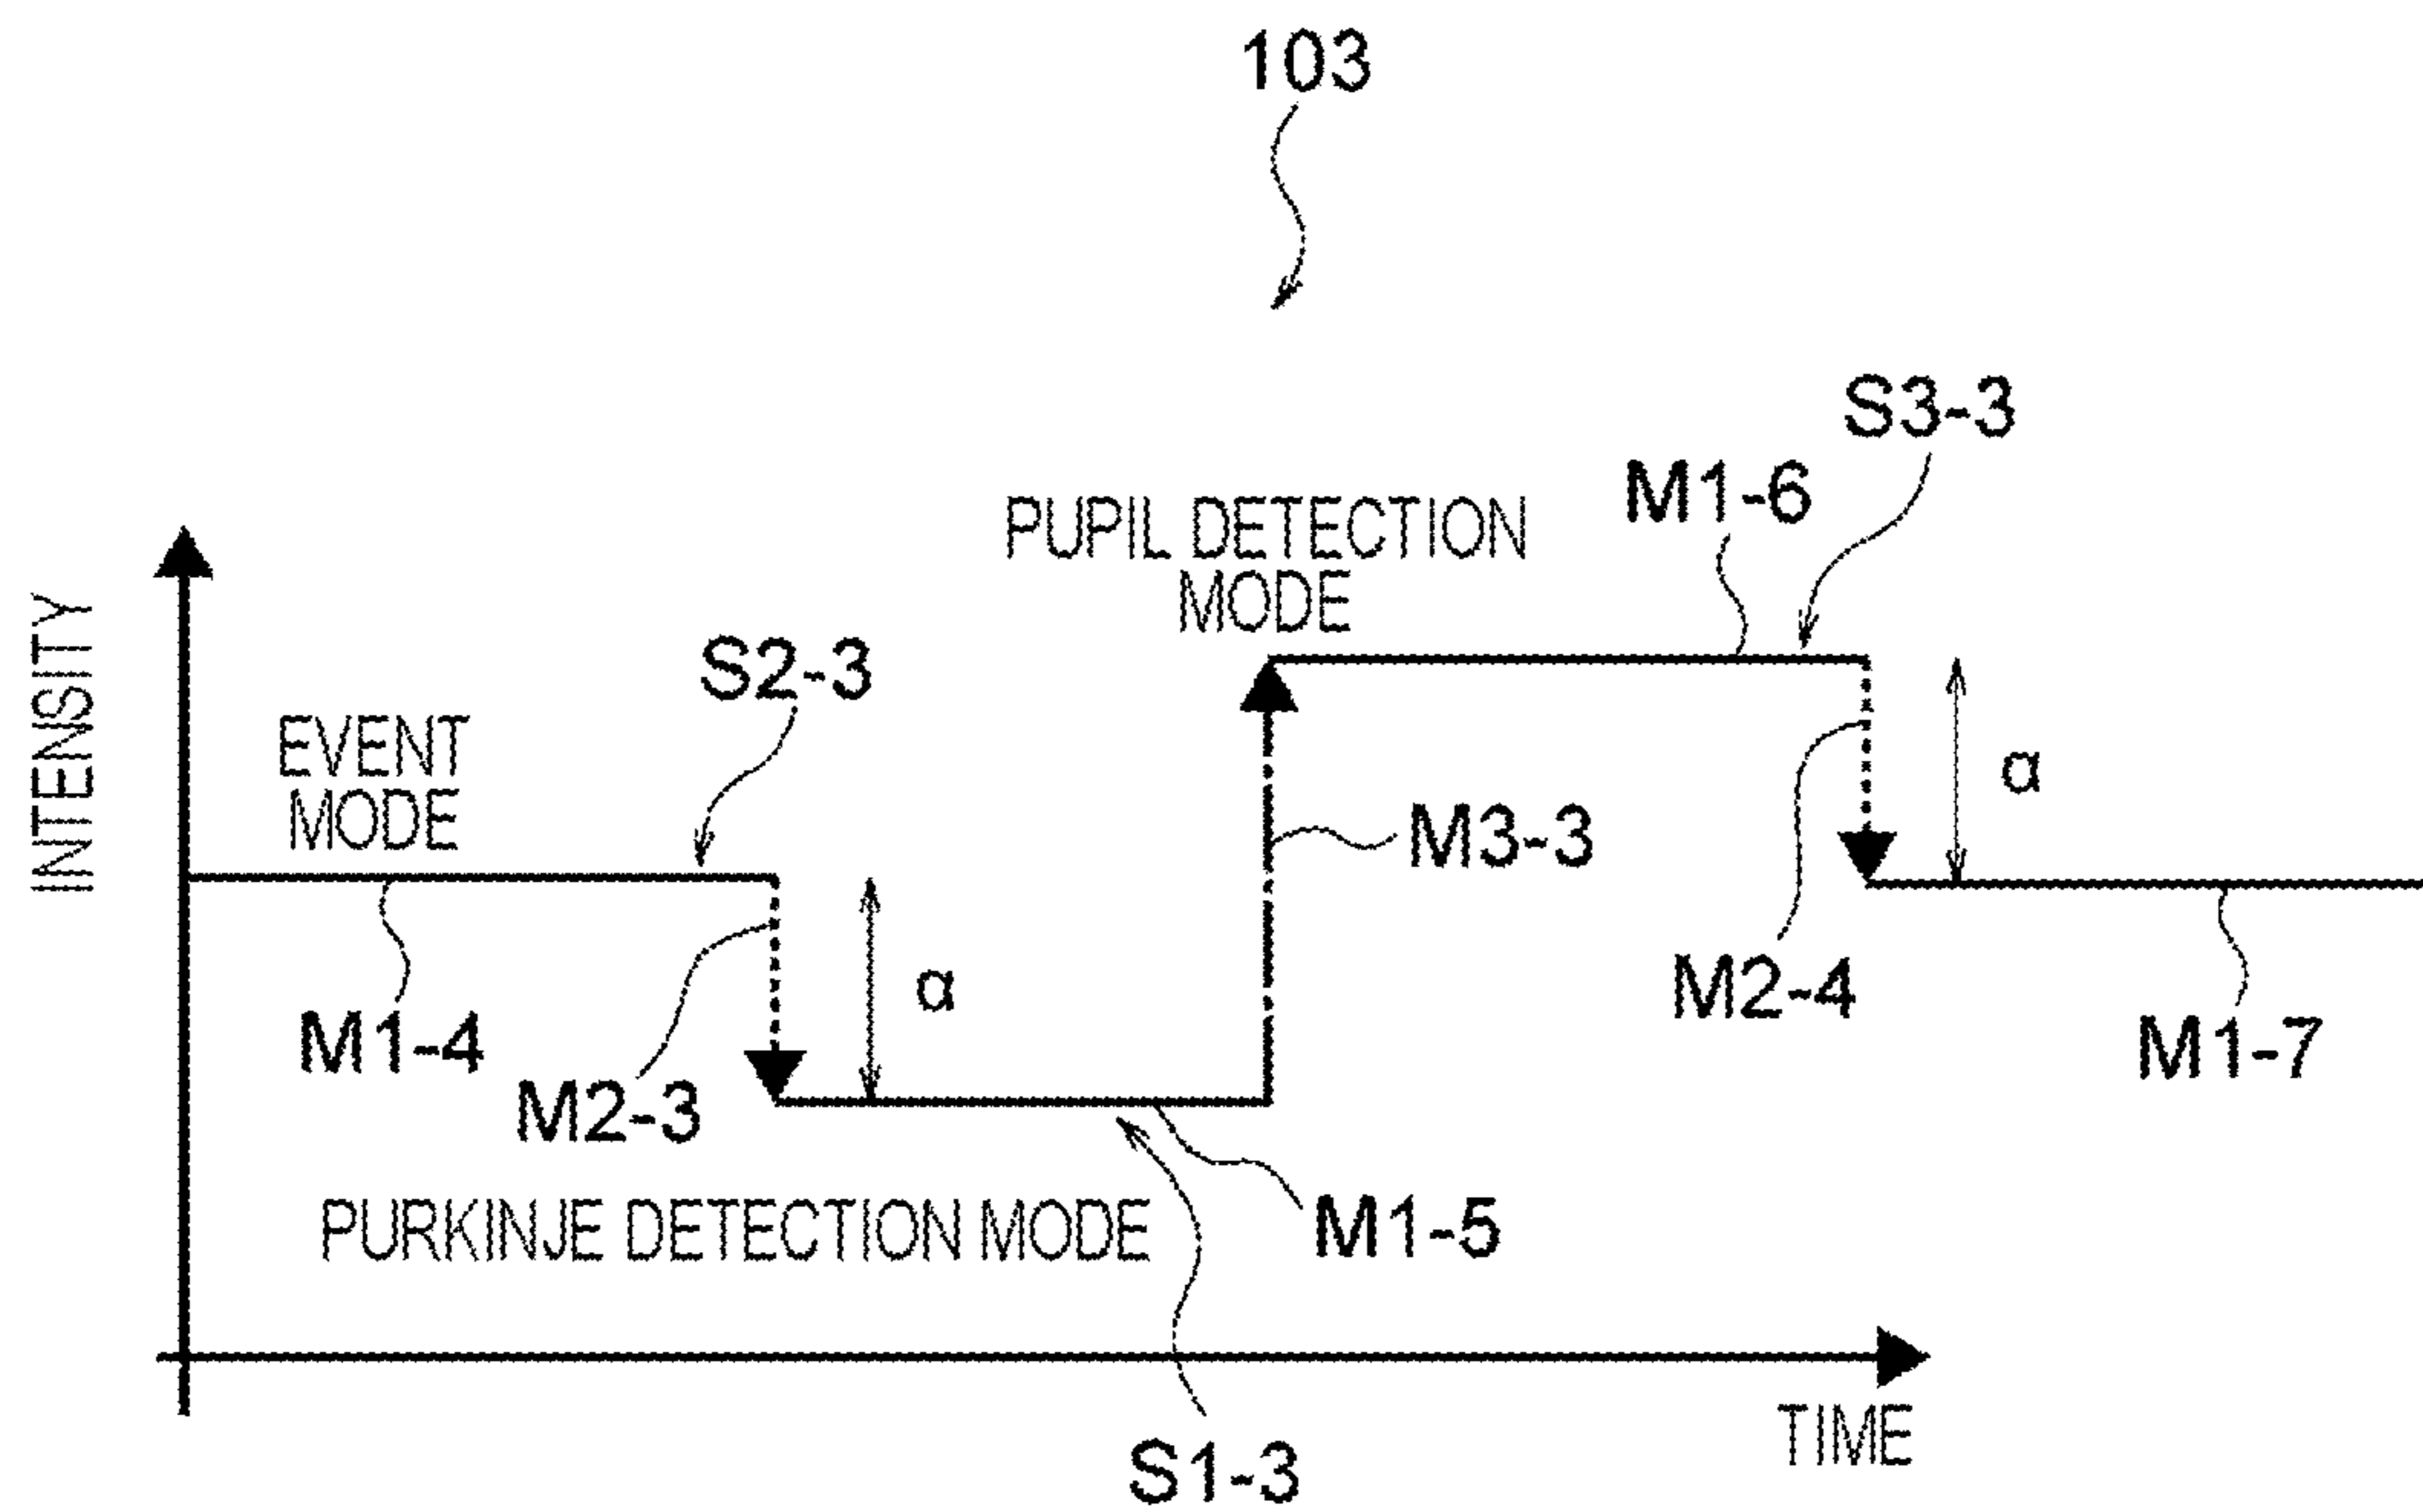 103
S3-3
M1-6
PUPIL DETECTION
MODE
INTENSITY
S2-3
EVENT
MODE
α
M3-3
α
M2-4
M1-4
M2-3
M1-7
PURKINJE DETECTION MODE
M1-5
TIME
S1-3